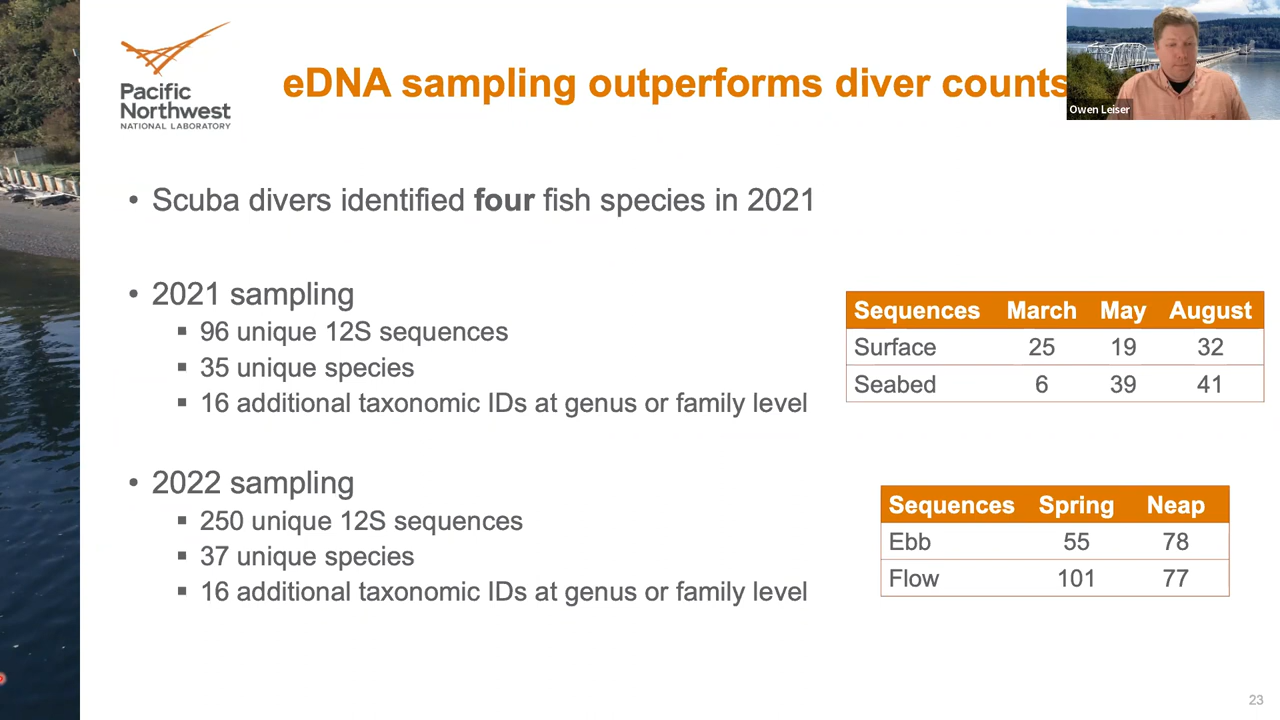 Pacific
Northwest
NATIONAL LABORATORY
eDNA sampling outperforms diver counts
Owen Leiser
• Scuba divers identified four fish species in 2021
• 2021 sampling
▪ 96 unique 12S sequences
▪ 35 unique species
▪ 16 additional taxonomic IDs at genus or family level
Sequences March May August
Surface 25 19 32
Seabed 6 39 41
• 2022 sampling
▪ 250 unique 12S sequences
▪ 37 unique species
▪ 16 additional taxonomic IDs at genus or family level
Sequences Spring Neap
Ebb 55 78
Flow 101 77
23